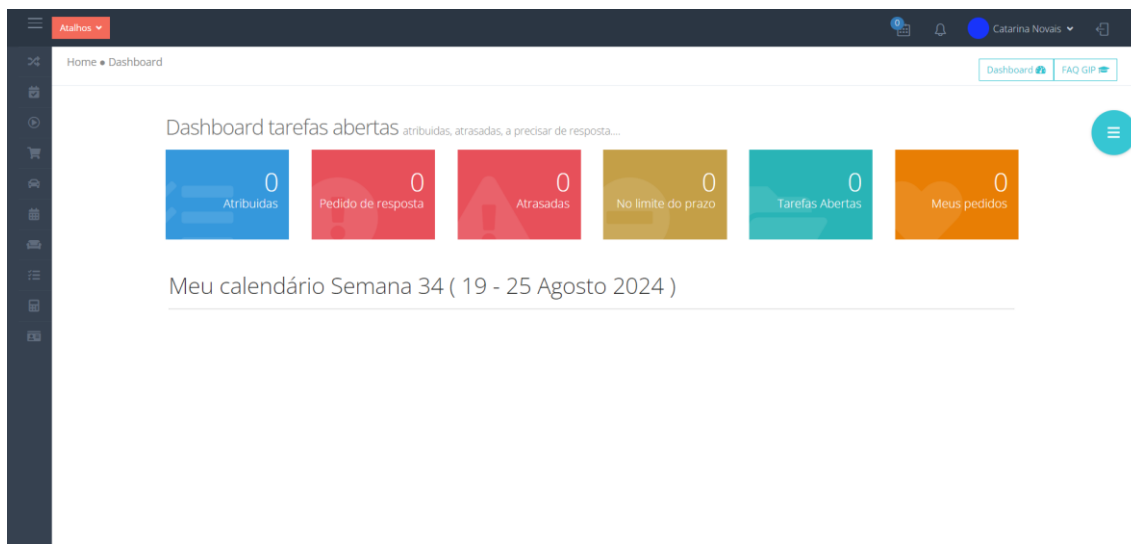 Atalhos
0
Catarina Novais
Home • Dashboard
Dashboard
FAQ GIP
Dashboard tarefas abertas atribuidas, atrasadas, a precisar de resposta....
0
Atribuidas
0
Pedido de resposta
0
Atrasadas
0
No limite do prazo
0
Tarefas Abertas
0
Meus pedidos
Meu calendário Semana 34 ( 19 - 25 Agosto 2024 )